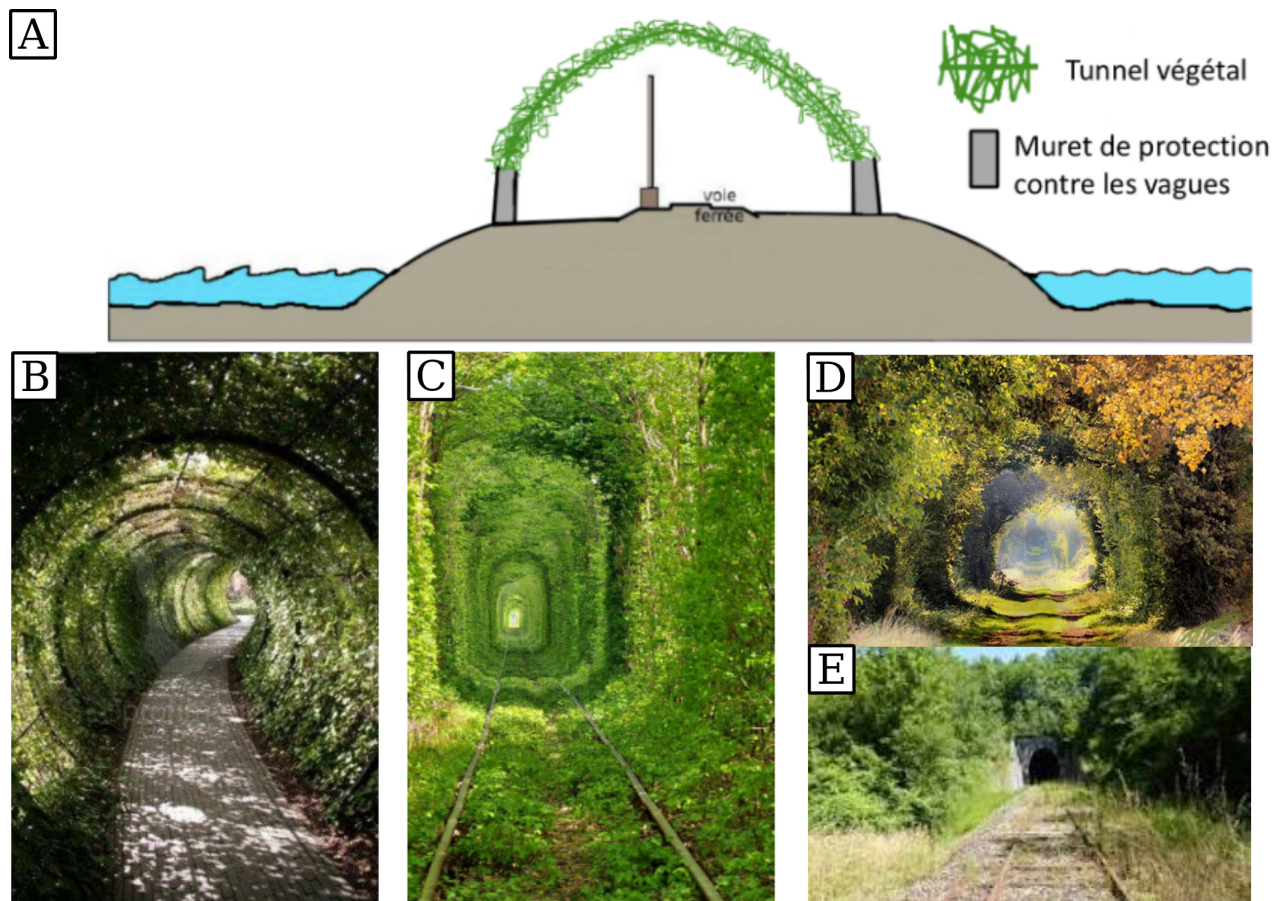 A
Tunnel végétal
Muret de protection
contre les vagues
voie
ferrée
B
C
D
E